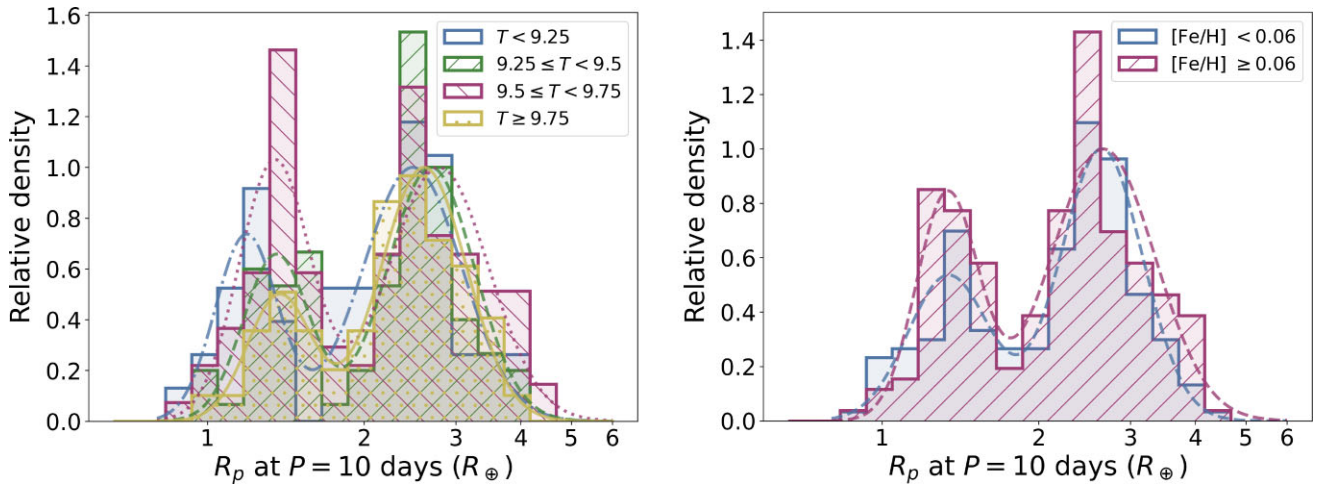 Relative density
1.6
1.4
1.2
1.0
0.8
0.6
0.4
0.2
0.0
T < 9.25
9.25 ≤ T < 9.5
9.5 ≤ T < 9.75
T ≥ 9.75
1 2 3 4 5 6
R_p at P = 10 days (R_⊕)
Relative density
1.4
1.2
1.0
0.8
0.6
0.4
0.2
0.0
[Fe/H] < 0.06
[Fe/H] ≥ 0.06
1 2 3 4 5 6
R_p at P = 10 days (R_⊕)